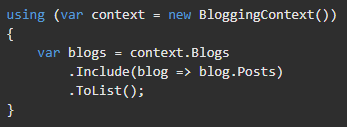 using (var context = new BloggingContext())
{
    var blogs = context.Blogs
        .Include(blog => blog.Posts)
        .ToList();
}